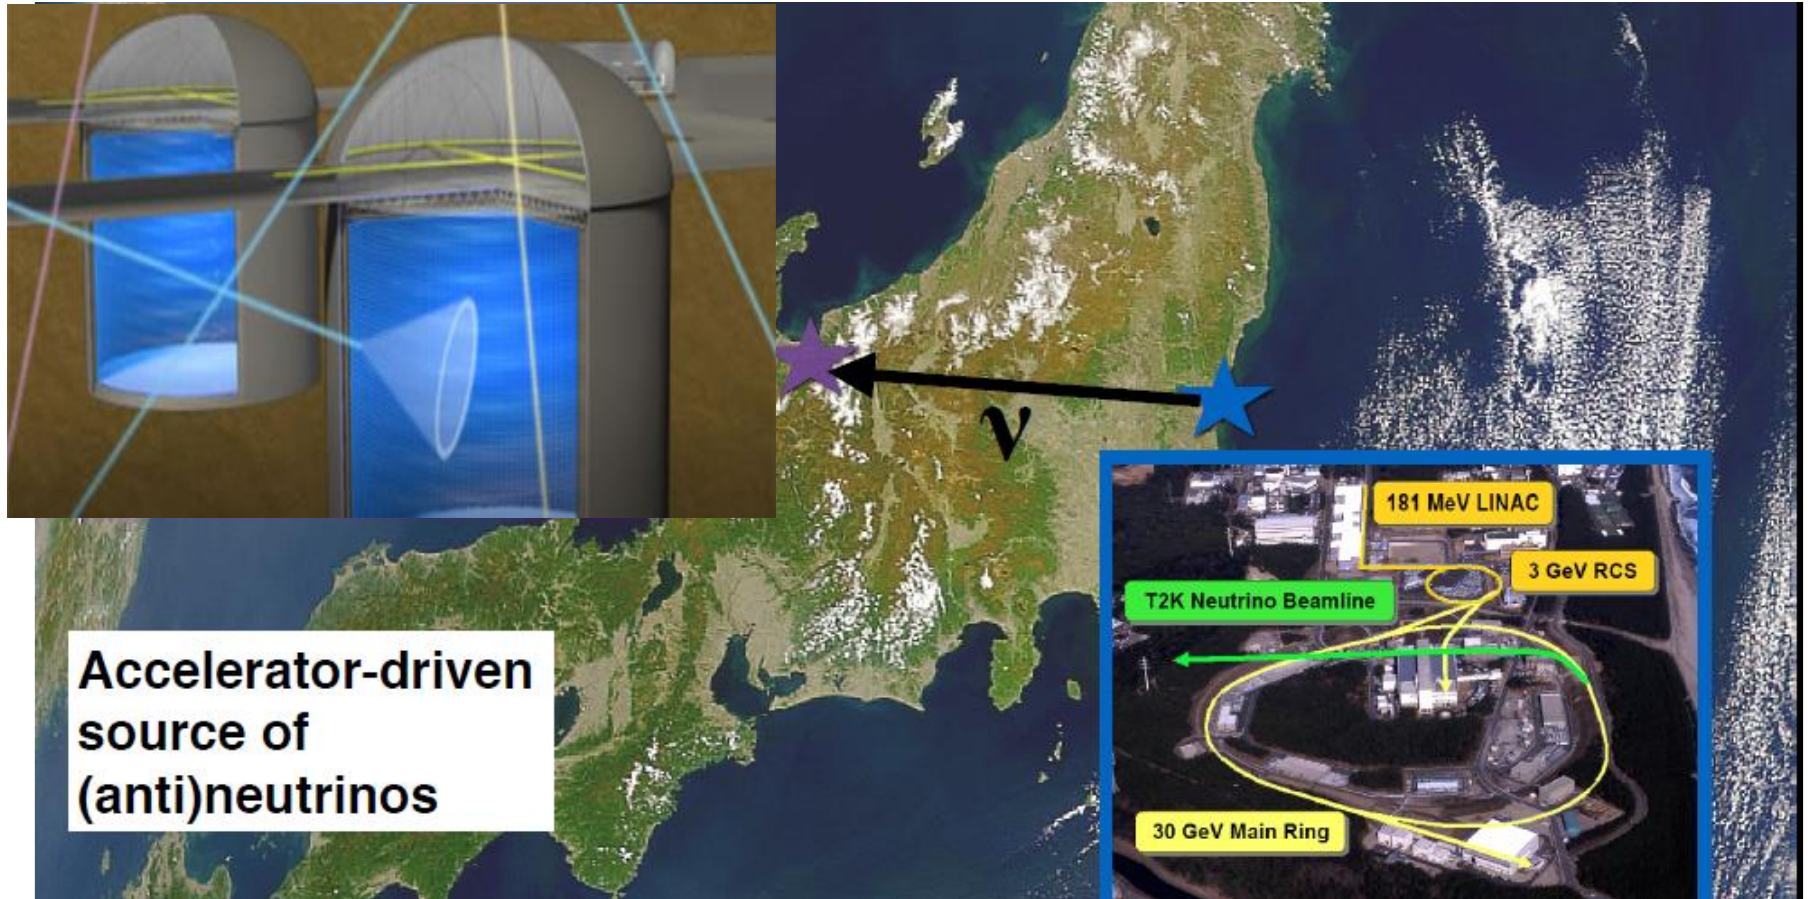 ν
181 MeV LINAC
3 GeV RCS
T2K Neutrino Beamline
30 GeV Main Ring
Accelerator-driven
source of
(anti)neutrinos